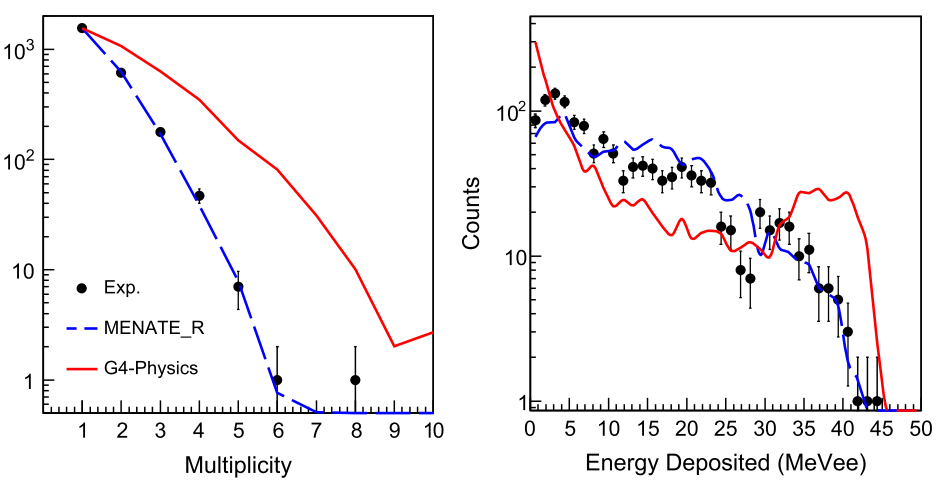 10³
10²
10
1
Exp.
MENATE_R
G4-Physics
1 2 3 4 5 6 7 8 9 10
Multiplicity
Counts
10²
10
1
0 5 10 15 20 25 30 35 40 45 50
Energy Deposited (MeVee)